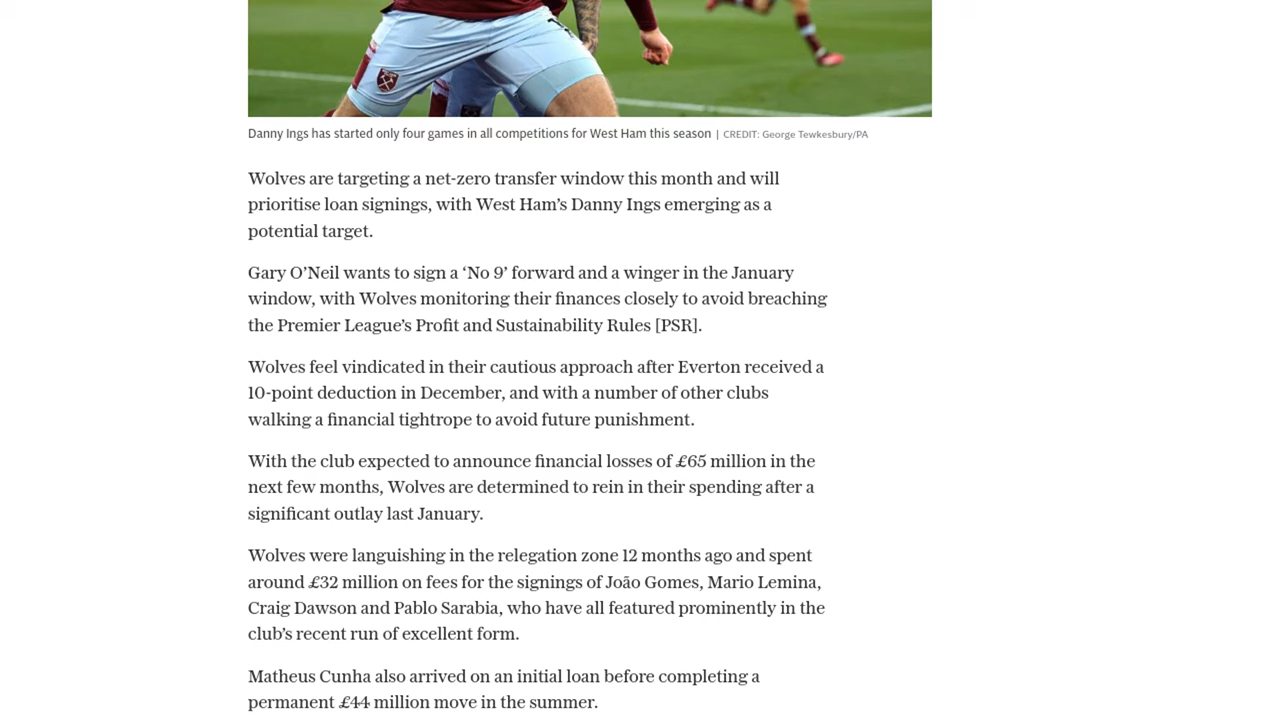 Danny Ings has started only four games in all competitions for West Ham this season | CREDIT: George Tewkesbury/PA
Wolves are targeting a net-zero transfer window this month and will
prioritise loan signings, with West Ham’s Danny Ings emerging as a
potential target.
Gary O’Neil wants to sign a ‘No 9’ forward and a winger in the January
window, with Wolves monitoring their finances closely to avoid breaching
the Premier League’s Profit and Sustainability Rules [PSR].
Wolves feel vindicated in their cautious approach after Everton received a
10-point deduction in December, and with a number of other clubs
walking a financial tightrope to avoid future punishment.
With the club expected to announce financial losses of £65 million in the
next few months, Wolves are determined to rein in their spending after a
significant outlay last January.
Wolves were languishing in the relegation zone 12 months ago and spent
around £32 million on fees for the signings of João Gomes, Mario Lemina,
Craig Dawson and Pablo Sarabia, who have all featured prominently in the
club’s recent run of excellent form.
Matheus Cunha also arrived on an initial loan before completing a
permanent £44 million move in the summer.